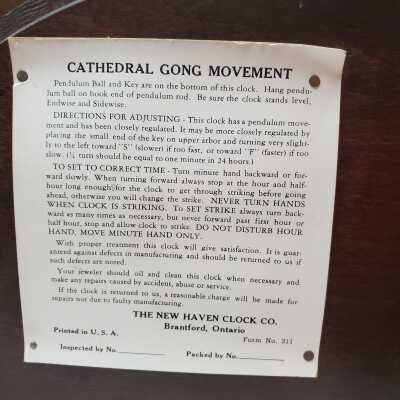 CATHEDRAL GONG MOVEMENT
Pendulum Ball and Key are on the bottom of this clock. Hang pendu-
lum ball on hook end of pendulum rod. Be sure the clock stands level,
Endwise and Sidewise.
DIRECTIONS FOR ADJUSTING - This clock has a pendulum move-
ment and has been closely regulated. It may be more closely regulated by
placing the small end of the key on upper arbor and turning very slight-
ly to the left toward "S" (slower) if too fast, or toward "F" (faster) if too
slow. (¼ turn should be equal to one minute in 24 hours.)
TO SET TO CORRECT TIME - Turn minute hand backward or for-
ward slowly. When turning forward always stop at the hour and half-
hour long enough for the clock to get through striking before going
ahead, otherwise you will change the strike. NEVER TURN HANDS
WHEN CLOCK IS STRIKING. To SET STRIKE always turn back-
ward as many times as necessary, but never forward past first hour or
half hour, stop and allow clock to strike. DO NOT DISTURB HOUR
HAND, MOVE MINUTE HAND ONLY.
With proper treatment this clock will give satisfaction. It is guar-
anteed against defects in manufacturing and should be returned to us if
such defects are noted.
Your jeweler should oil and clean this clock when necessary and
make any repairs caused by accident, abuse or service.
If the clock is returned to us, a reasonable charge will be made for
repairs not due to faulty manufacturing.
THE NEW HAVEN CLOCK CO.
Brantford, Ontario
Printed in U. S. A.
Form No. 211
Inspected by No.
Packed by No.